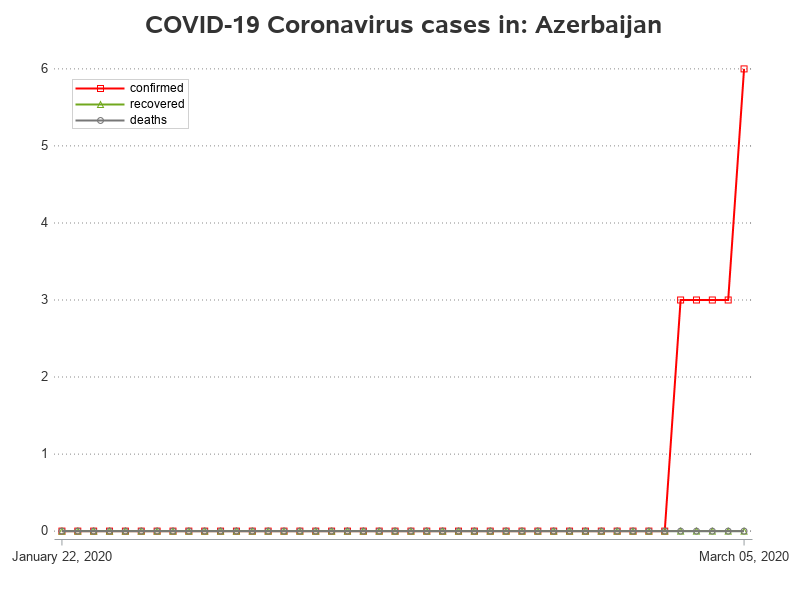 COVID-19 Coronavirus cases in: Azerbaijan
6
confirmed
recovered
deaths
5
4
3
2
1
0
January 22, 2020
March 05, 2020